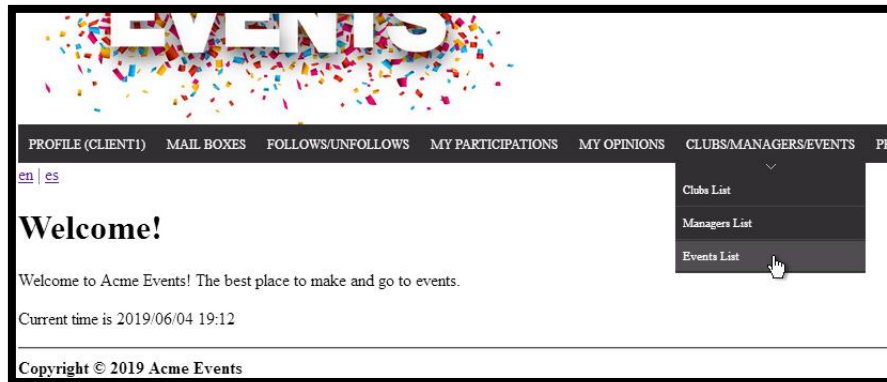 EVENTS
PROFILE (CLIENT1) MAIL BOXES FOLLOWS/UNFOLLOWS MY PARTICIPATIONS MY OPINIONS CLUBS/MANAGERS/EVENTS
en | es
Clubs List
Managers List
Events List
Welcome!
Welcome to Acme Events! The best place to make and go to events.
Current time is 2019/06/04 19:12
Copyright © 2019 Acme Events